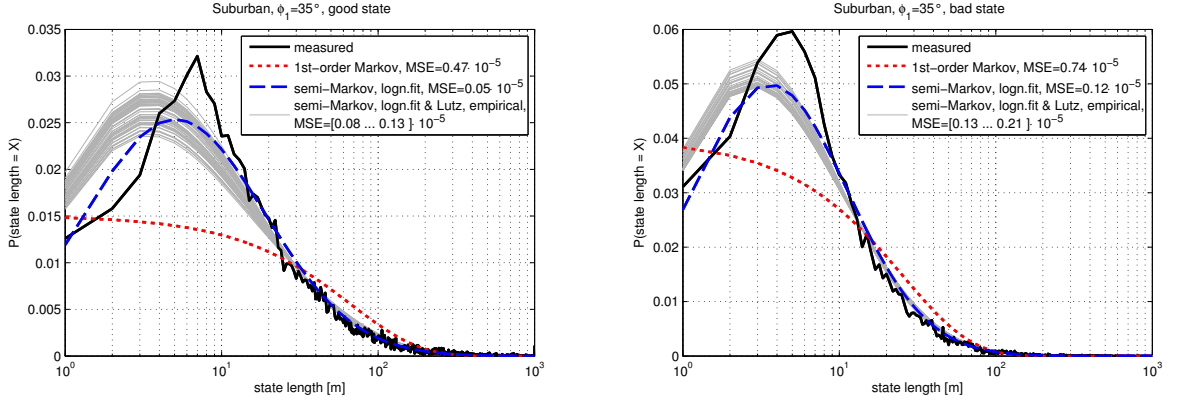 Suburban, ϕ₁=35°, good state
P(state length = X)
0.035
0.03
0.025
0.02
0.015
0.01
0.005
0
measured
1st-order Markov, MSE=0.47· 10⁻⁵
semi-Markov, logn.fit, MSE=0.05· 10⁻⁵
semi-Markov, logn.fit & Lutz, empirical,
MSE=[0.08 ... 0.13 ]· 10⁻⁵
10⁰ 10¹ 10² 10³
state length [m]
Suburban, ϕ₁=35°, bad state
P(state length = X)
0.06
0.05
0.04
0.03
0.02
0.01
0
measured
1st-order Markov, MSE=0.74· 10⁻⁵
semi-Markov, logn.fit, MSE=0.12· 10⁻⁵
semi-Markov, logn.fit & Lutz, empirical,
MSE=[0.13 ... 0.21 ]· 10⁻⁵
10⁰ 10¹ 10² 10³
state length [m]